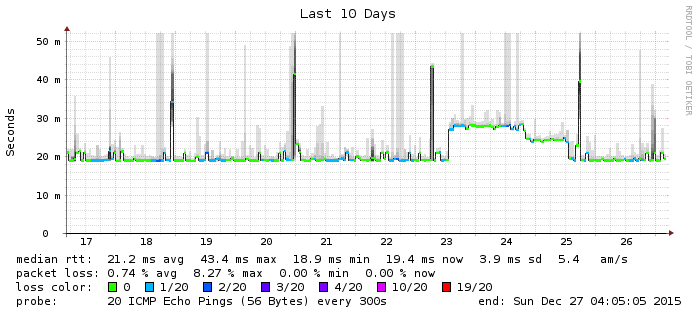 Last 10 Days
RRDTOOL / TOBI OETIKER
Seconds
50 m
40 m
30 m
20 m
10 m
0
17 18 19 20 21 22 23 24 25 26
median rtt: 21.2 ms avg 43.4 ms max 18.9 ms min 19.4 ms now 3.9 ms sd 5.4 am/s
packet loss: 0.74 % avg 8.27 % max 0.00 % min 0.00 % now
loss color: 0 1/20 2/20 3/20 4/20 10/20 19/20
probe: 20 ICMP Echo Pings (56 Bytes) every 300s end: Sun Dec 27 04:05:05 2015